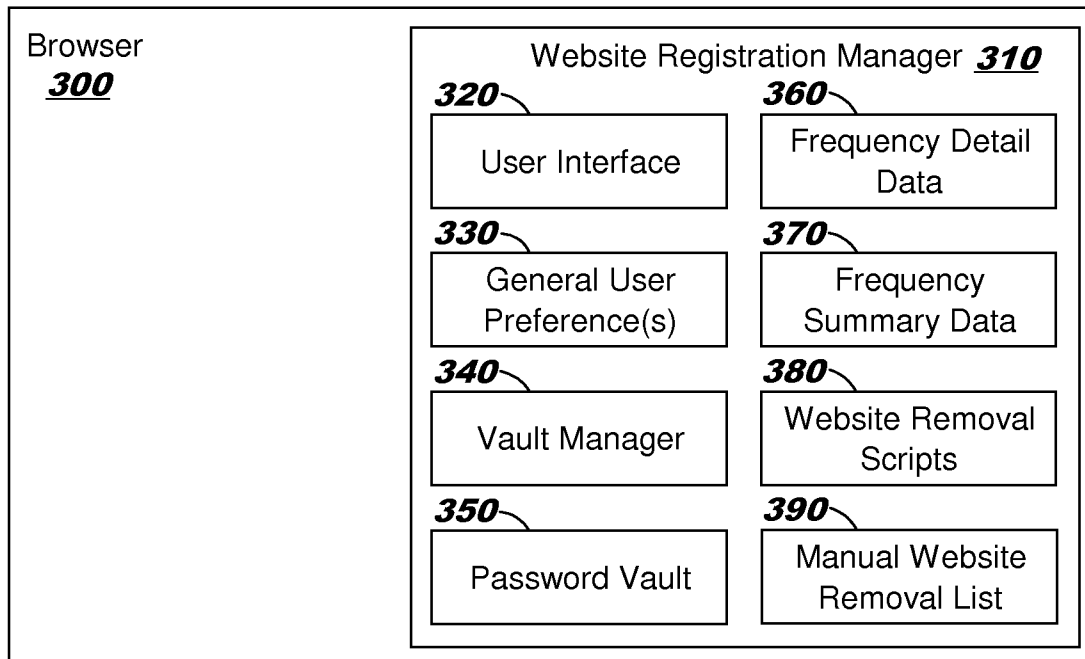 Browser
300
Website Registration Manager 310
320
User Interface
330
General User
Preference(s)
340
Vault Manager
350
Password Vault
360
Frequency Detail
Data
370
Frequency
Summary Data
380
Website Removal
Scripts
390
Manual Website
Removal List